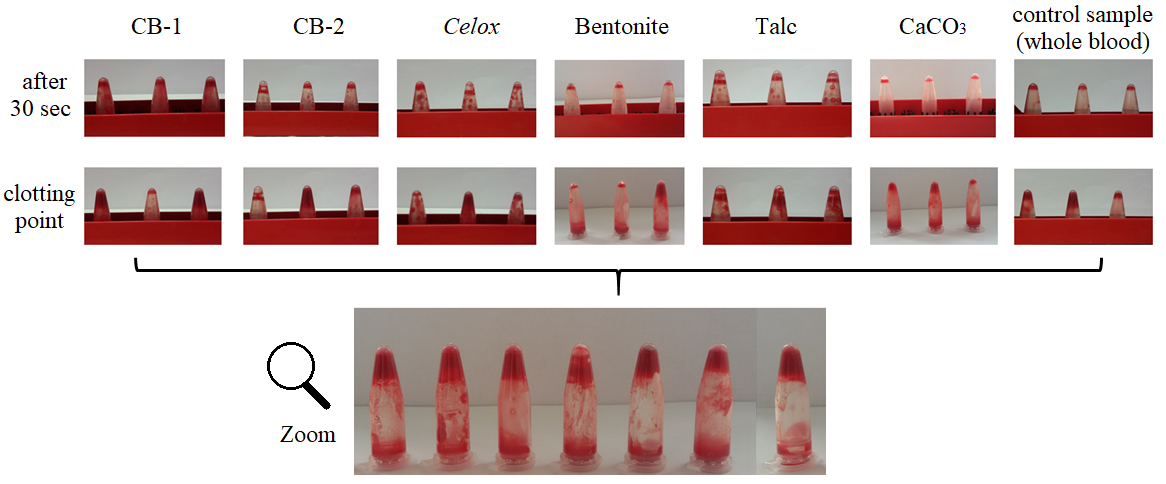 CB-1 CB-2 Celox Bentonite Talc CaCO₃ control sample
(whole blood)
after
30 sec
clotting
point
Zoom